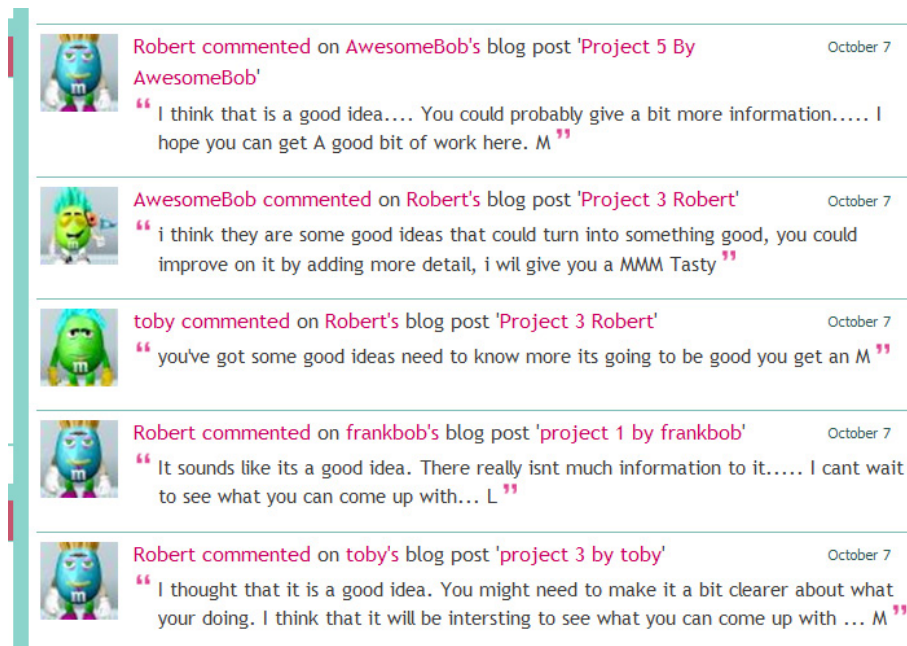 Robert commented on AwesomeBob's blog post 'Project 5 By October 7
AwesomeBob'
“ I think that is a good idea.... You could probably give a bit more information..... I
hope you can get A good bit of work here. M ”
AwesomeBob commented on Robert's blog post 'Project 3 Robert' October 7
“ i think they are some good ideas that could turn into something good, you could
improve on it by adding more detail, i wil give you a MMM Tasty ”
toby commented on Robert's blog post 'Project 3 Robert' October 7
“ you've got some good ideas need to know more its going to be good you get an M ”
Robert commented on frankbob's blog post 'project 1 by frankbob' October 7
“ It sounds like its a good idea. There really isnt much information to it..... I cant wait
to see what you can come up with... L ”
Robert commented on toby's blog post 'project 3 by toby' October 7
“ I thought that it is a good idea. You might need to make it a bit clearer about what
your doing. I think that it will be intersting to see what you can come up with ... M ”